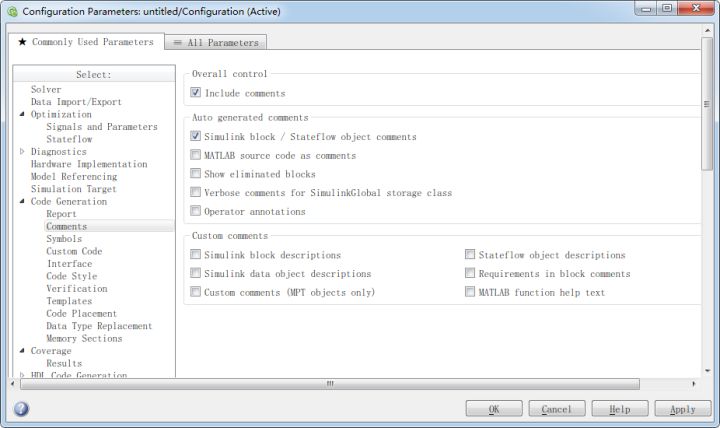 Configuration Parameters: untitled/Configuration (Active)
★ Commonly Used Parameters
≡ All Parameters
Select:
Solver
Data Import/Export
Optimization
Signals and Parameters
Stateflow
Diagnostics
Hardware Implementation
Model Referencing
Simulation Target
Code Generation
Report
Comments
Symbols
Custom Code
Interface
Code Style
Verification
Templates
Code Placement
Data Type Replacement
Memory Sections
Coverage
Results
HDL Code Generation
Overall control
Include comments
Auto generated comments
Simulink block / Stateflow object comments
MATLAB source code as comments
Show eliminated blocks
Verbose comments for SimulinkGlobal storage class
Operator annotations
Custom comments
Simulink block descriptions
Stateflow object descriptions
Simulink data object descriptions
Requirements in block comments
Custom comments (MPT objects only)
MATLAB function help text
OK
Cancel
Help
Apply